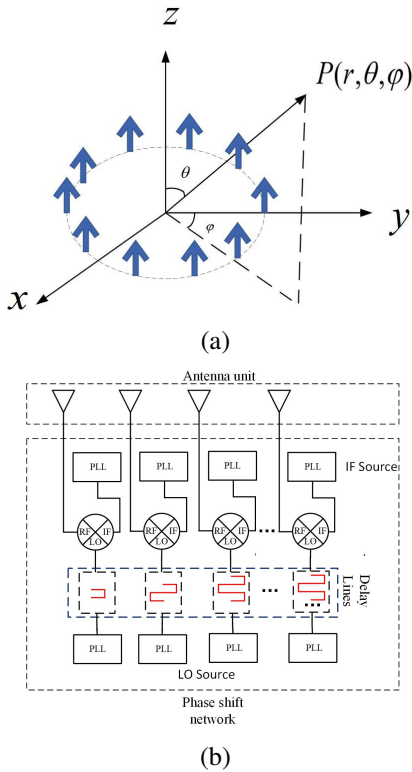 z
P(r,θ,φ)
θ
y
φ
x
(a)
Antenna unit
PLL PLL PLL PLL IF Source
RF IF LO RF IF LO RF IF LO ... RF IF LO
... ...
Delay Lines
PLL PLL PLL PLL
LO Source
Phase shift
network
(b)